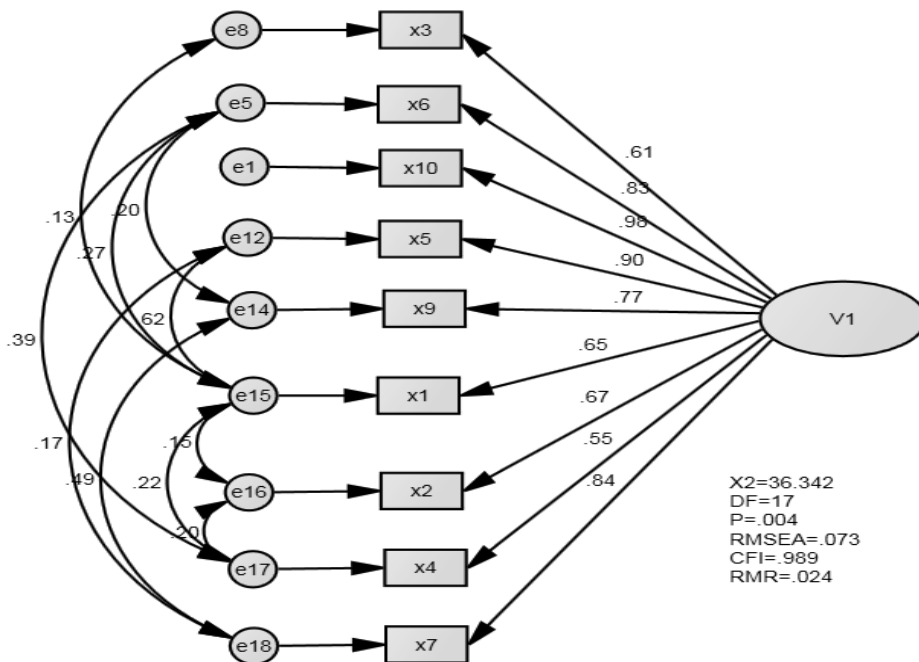 e8 x3
e5 x6
.61
e1 x10
.83
.13 .20 .98
e12 x5
.27 .90
e14 x9 .77
V1
.62
.39 .65
e15 x1 .67
.17 .15 .55
.49 .22 .84
e16 x2
X2=36.342
DF=17
P=.004
.20
RMSEA=.073
e17 x4
CFI=.989
RMR=.024
e18 x7